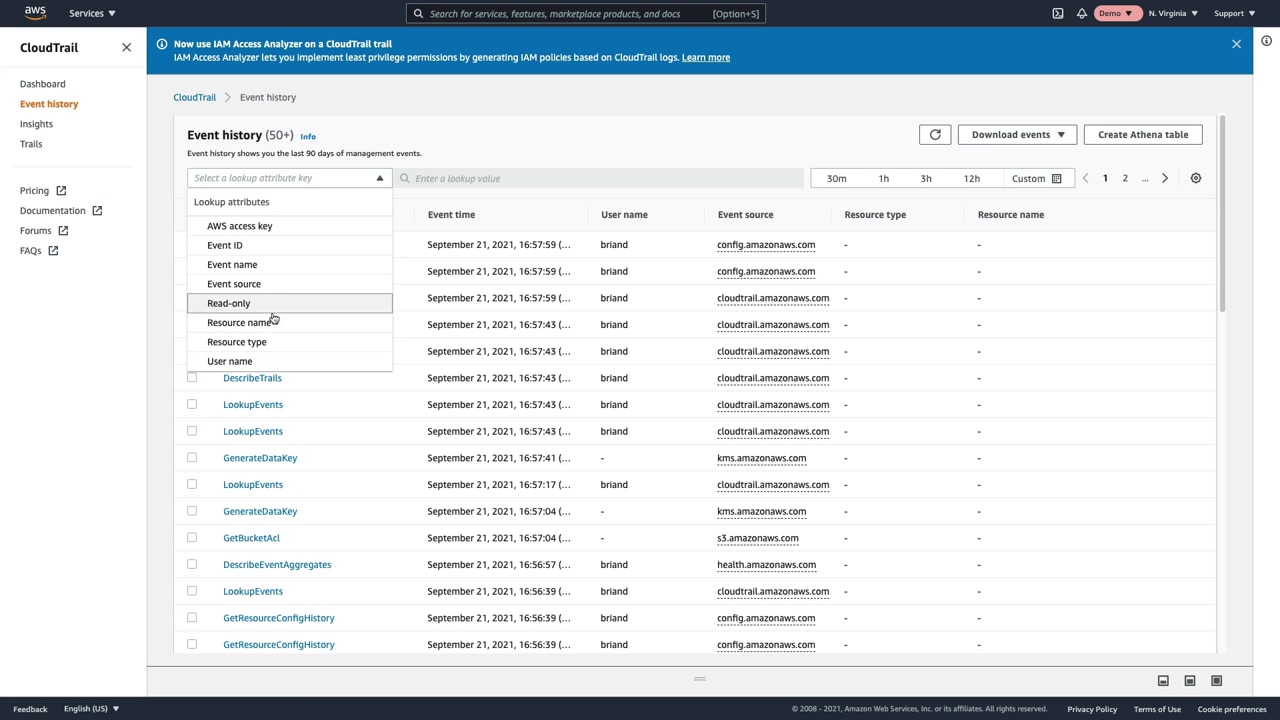 aws Services Search for services, features, marketplace products, and docs [Option+S] Demo N. Virginia Support
CloudTrail
Dashboard
Event history
Insights
Trails
Pricing
Documentation
Forums
FAQs
Now use IAM Access Analyzer on a CloudTrail trail
IAM Access Analyzer lets you implement least privilege permissions by generating IAM policies based on CloudTrail logs. Learn more
CloudTrail Event history
Event history (50+) Info Download events Create Athena table
Event history shows you the last 90 days of management events.
Select a lookup attribute key Enter a lookup value 30m 1h 3h 12h Custom 1 2 ...
Lookup attributes
AWS access key
Event ID
Event name
Event source
Read-only
Resource name
Resource type
User name
Event time User name Event source Resource type Resource name
September 21, 2021, 16:57:59 (... briand config.amazonaws.com - -
September 21, 2021, 16:57:59 (... briand config.amazonaws.com - -
September 21, 2021, 16:57:59 (... briand cloudtrail.amazonaws.com - -
September 21, 2021, 16:57:43 (... briand cloudtrail.amazonaws.com - -
September 21, 2021, 16:57:43 (... briand cloudtrail.amazonaws.com - -
DescribeTrails September 21, 2021, 16:57:43 (... briand cloudtrail.amazonaws.com - -
LookupEvents September 21, 2021, 16:57:43 (... briand cloudtrail.amazonaws.com - -
LookupEvents September 21, 2021, 16:57:43 (... briand cloudtrail.amazonaws.com - -
GenerateDataKey September 21, 2021, 16:57:41 (... - kms.amazonaws.com - -
LookupEvents September 21, 2021, 16:57:17 (... briand cloudtrail.amazonaws.com - -
GenerateDataKey September 21, 2021, 16:57:04 (... - kms.amazonaws.com - -
GetBucketAcl September 21, 2021, 16:57:04 (... - s3.amazonaws.com - -
DescribeEventAggregates September 21, 2021, 16:56:57 (... briand health.amazonaws.com - -
LookupEvents September 21, 2021, 16:56:39 (... briand cloudtrail.amazonaws.com - -
GetResourceConfigHistory September 21, 2021, 16:56:39 (... briand config.amazonaws.com - -
GetResourceConfigHistory September 21, 2021, 16:56:39 (... briand config.amazonaws.com - -
Feedback English (US) © 2008 - 2021, Amazon Web Services, Inc. or its affiliates. All rights reserved. Privacy Policy Terms of Use Cookie preferences